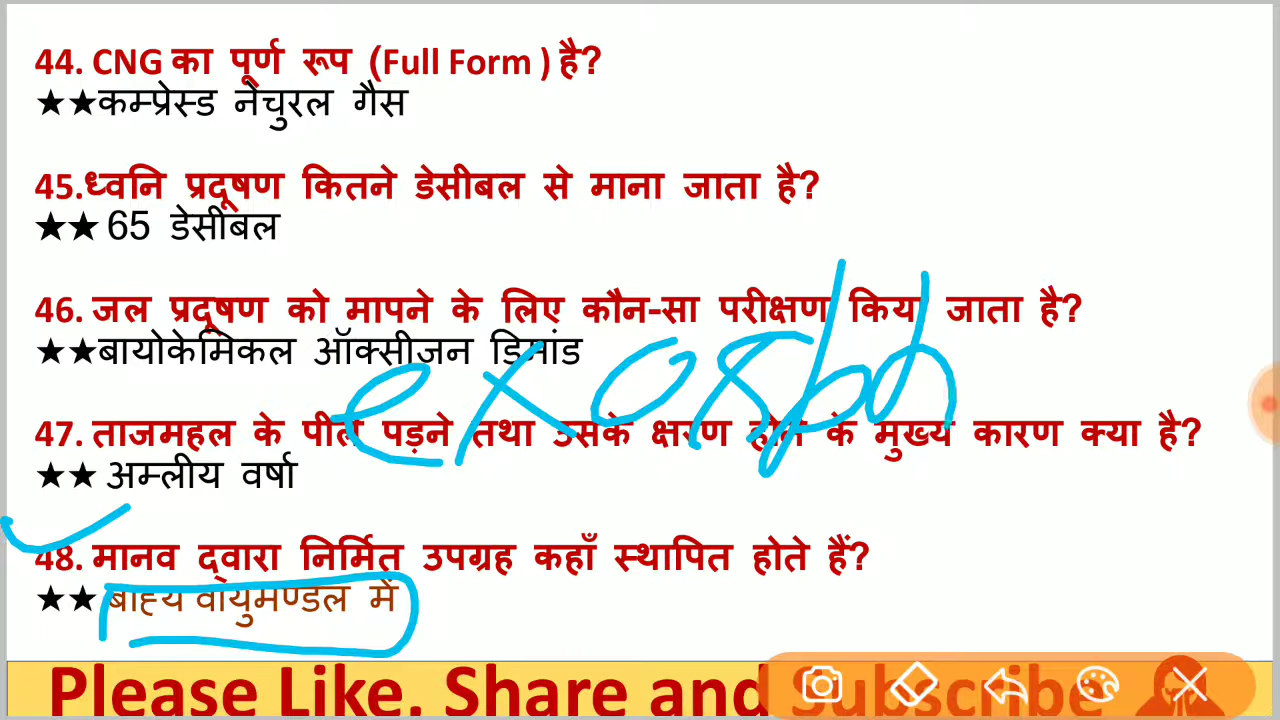 44. CNG का पूर्ण रूप (Full Form ) है?
★★कम्प्रेस्ड नेचुरल गैस
45.ध्वनि प्रदूषण कितने डेसीबल से माना जाता है?
★★ 65 डेसीबल
46. जल प्रदूषण को मापने के लिए कौन-सा परीक्षण किया जाता है?
★★बायोकेमिकल ऑक्सीजन डिमांड
47. ताजमहल के पीले पड़ने तथा उसके क्षरण होने के मुख्य कारण क्या है?
★★ अम्लीय वर्षा
48. मानव द्वारा निर्मित उपग्रह कहाँ स्थापित होते हैं?
★★ बाह्य वायुमण्डल में
Please Like, Share and Subscribe